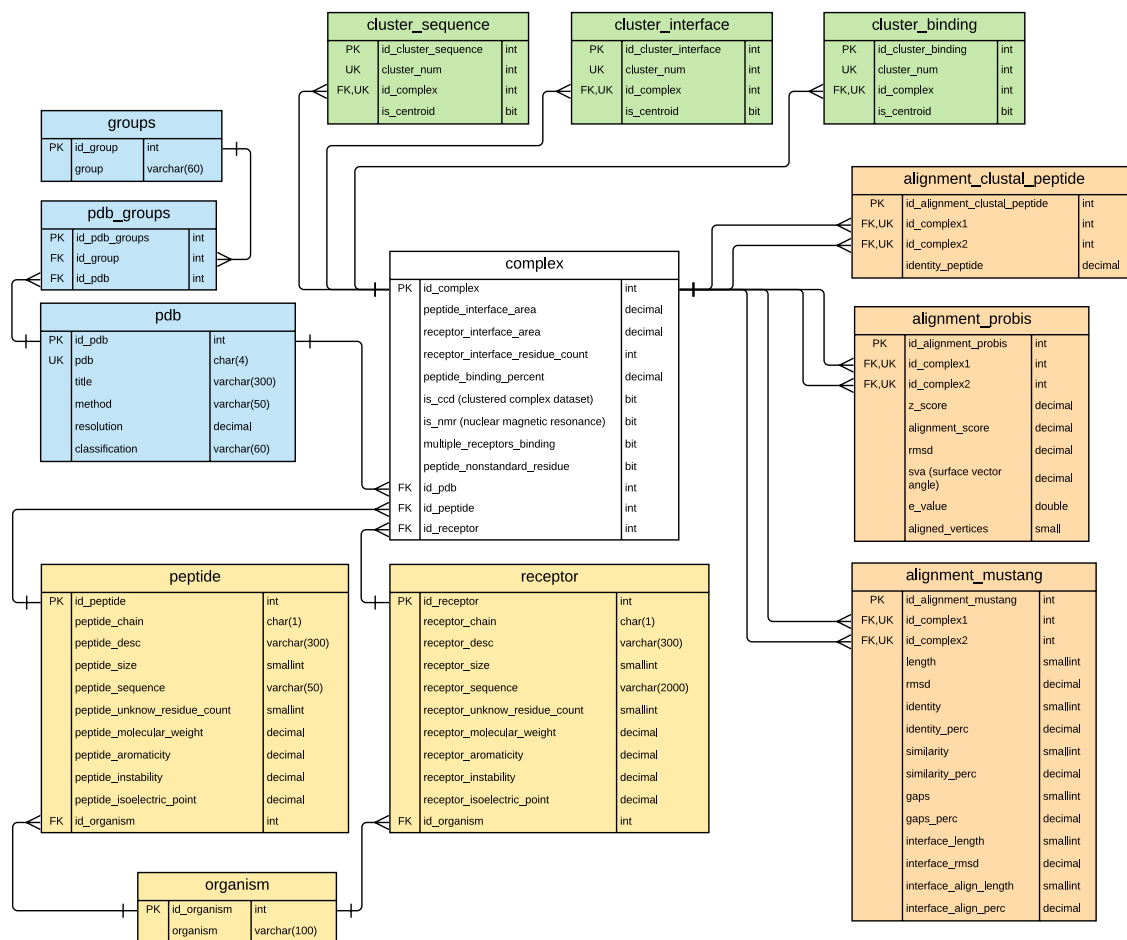 cluster_sequence
PK id_cluster_sequence int
UK cluster_num int
FK,UK id_complex int
is_centroid bit
cluster_interface
PK id_cluster_interface int
UK cluster_num int
FK,UK id_complex int
is_centroid bit
cluster_binding
PK id_cluster_binding int
UK cluster_num int
FK,UK id_complex int
is_centroid bit
groups
PK id_group int
group varchar(60)
pdb_groups
PK id_pdb_groups int
FK id_group int
FK id_pdb int
pdb
PK id_pdb int
UK pdb char(4)
title varchar(300)
method varchar(50)
resolution decimal
classification varchar(60)
complex
PK id_complex int
peptide_interface_area decimal
receptor_interface_area decimal
receptor_interface_residue_count int
peptide_binding_percent decimal
is_ccd (clustered complex dataset) bit
is_nmr (nuclear magnetic resonance) bit
multiple_receptors_binding bit
peptide_nonstandard_residue bit
FK id_pdb int
FK id_peptide int
FK id_receptor int
alignment_clustal_peptide
PK id_alignment_clustal_peptide int
FK,UK id_complex1 int
FK,UK id_complex2 int
identity_peptide decimal
alignment_probis
PK id_alignment_probis int
FK,UK id_complex1 int
FK,UK id_complex2 int
z_score decimal
alignment_score decimal
rmsd decimal
sva (surface vector
angle) decimal
e_value double
aligned_vertices small
peptide
PK id_peptide int
peptide_chain char(1)
peptide_desc varchar(300)
peptide_size smallint
peptide_sequence varchar(50)
peptide_unknow_residue_count smallint
peptide_molecular_weight decimal
peptide_aromaticity decimal
peptide_instability decimal
peptide_isoelectric_point decimal
FK id_organism int
receptor
PK id_receptor int
receptor_chain char(1)
receptor_desc varchar(300)
receptor_size smallint
receptor_sequence varchar(2000)
receptor_unknow_residue_count smallint
receptor_molecular_weight decimal
receptor_aromaticity decimal
receptor_instability decimal
receptor_isoelectric_point decimal
FK id_organism int
alignment_mustang
PK id_alignment_mustang int
FK,UK id_complex1 int
FK,UK id_complex2 int
length smallint
rmsd decimal
identity smallint
identity_perc decimal
similarity smallint
similarity_perc decimal
gaps smallint
gaps_perc decimal
interface_length smallint
interface_rmsd decimal
interface_align_length smallint
interface_align_perc decimal
organism
PK id_organism int
organism varchar(100)